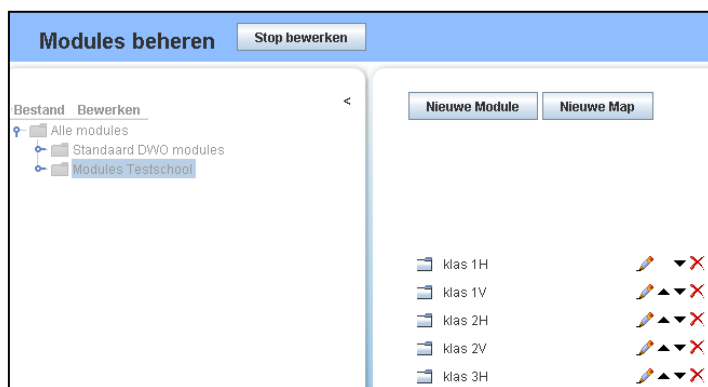 Modules beheren
Stop bewerken
Bestand Bewerken
<
Alle modules
Standaard DWO modules
Modules Testschool
Nieuwe Module
Nieuwe Map
klas 1H
klas 1V
klas 2H
klas 2V
klas 3H